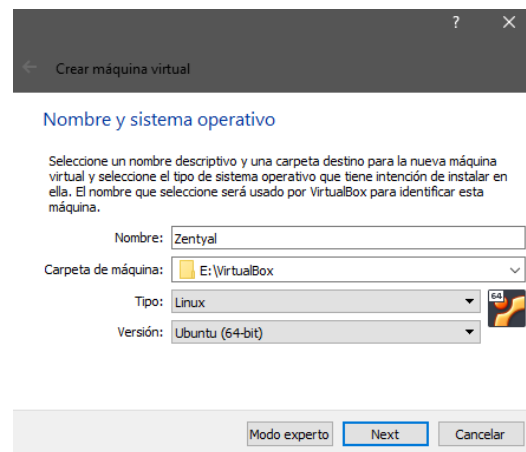 ?
Crear máquina virtual
Nombre y sistema operativo
Seleccione un nombre descriptivo y una carpeta destino para la nueva máquina
virtual y seleccione el tipo de sistema operativo que tiene intención de instalar en
ella. El nombre que seleccione será usado por VirtualBox para identificar esta
máquina.
Nombre: Zentyal
Carpeta de máquina: E:\VirtualBox
Tipo: Linux
64
Versión: Ubuntu (64-bit)
Modo experto Next Cancelar